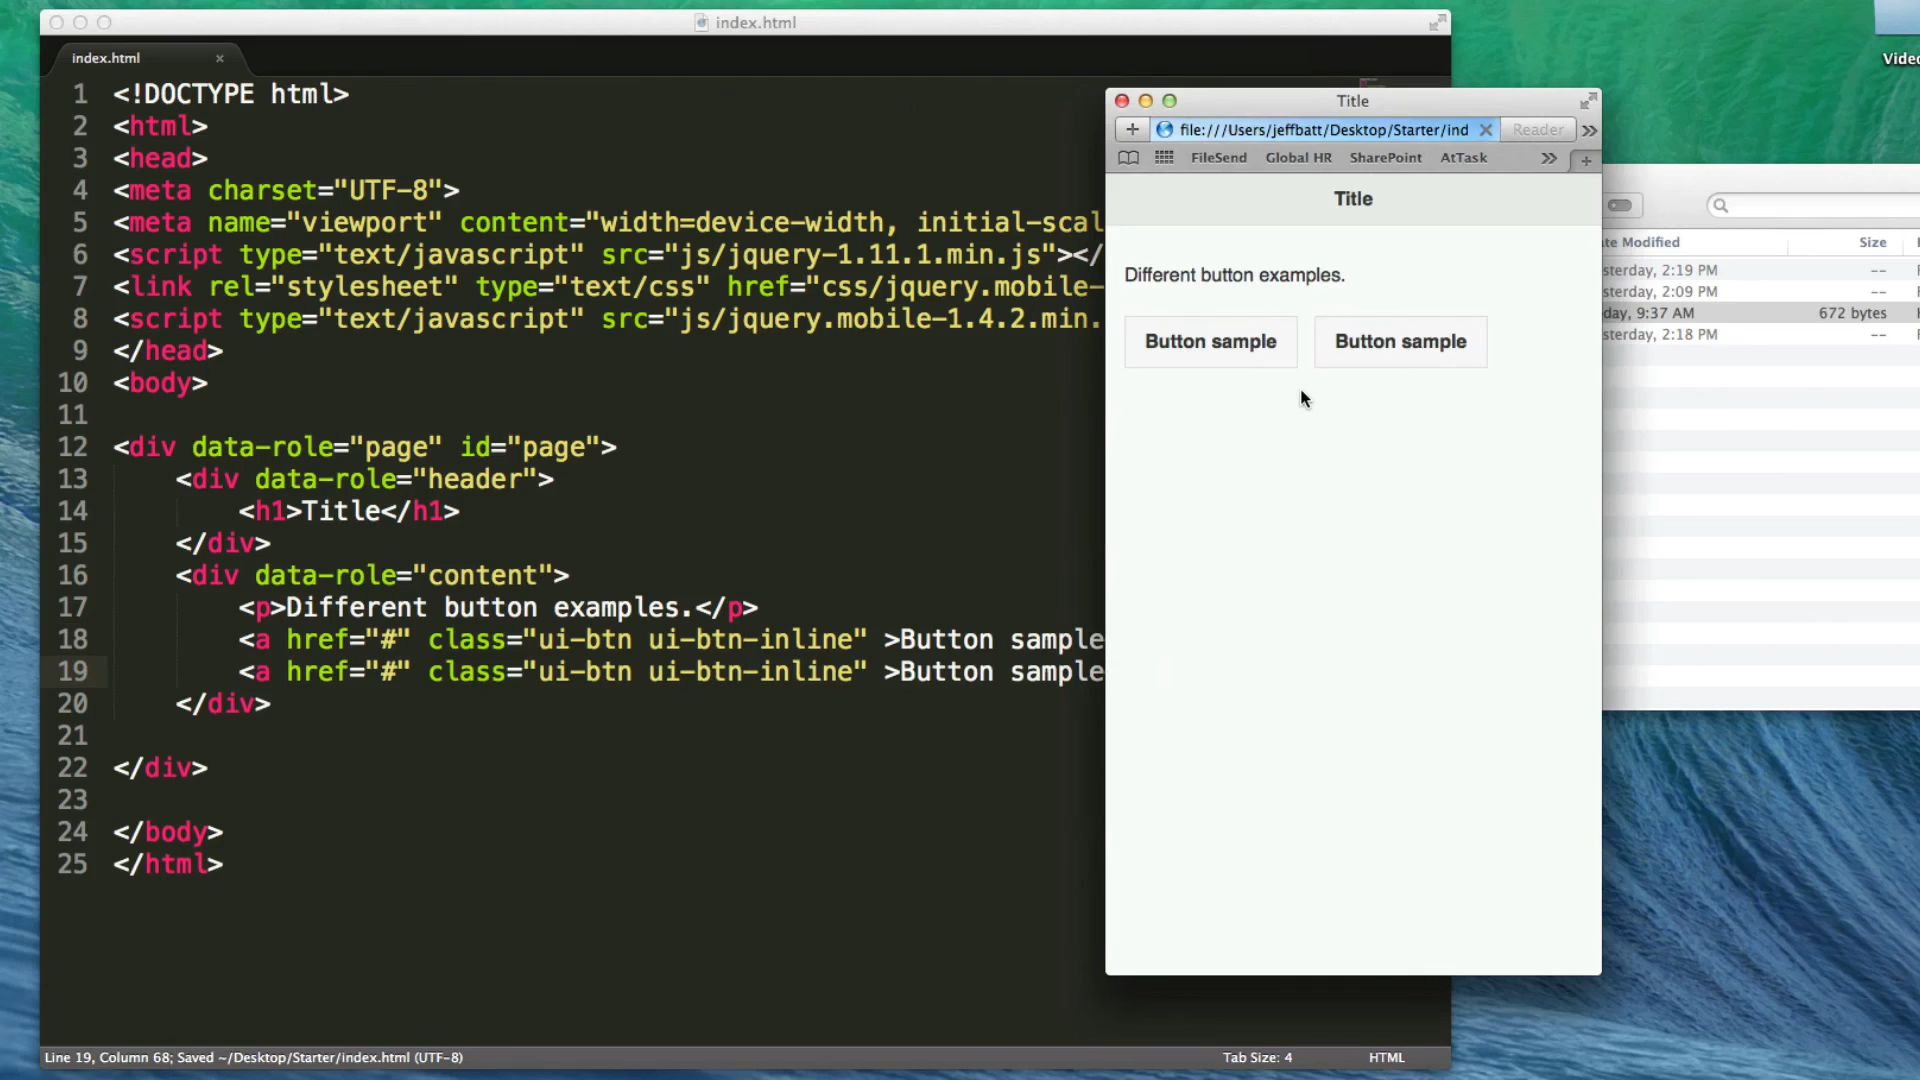 index.html
index.html ×
1 <!DOCTYPE html>
2 <html>
3 <head>
4 <meta charset="UTF-8">
5 <meta name="viewport" content="width=device-width, initial-scal
6 <script type="text/javascript" src="js/jquery-1.11.1.min.js"></
7 <link rel="stylesheet" type="text/css" href="css/jquery.mobile-
8 <script type="text/javascript" src="js/jquery.mobile-1.4.2.min.
9 </head>
10 <body>
11
12 <div data-role="page" id="page">
13 <div data-role="header">
14 <h1>Title</h1>
15 </div>
16 <div data-role="content">
17 <p>Different button examples.</p>
18 <a href="#" class="ui-btn ui-btn-inline" >Button sample
19 <a href="#" class="ui-btn ui-btn-inline" >Button sample
20 </div>
21
22 </div>
23
24 </body>
25 </html>
Line 19, Column 68; Saved ~/Desktop/Starter/index.html (UTF-8)
Tab Size: 4 HTML
Title
file:///Users/jeffbatt/Desktop/Starter/ind Reader
FileSend Global HR SharePoint AtTask
Title
Different button examples.
Button sample Button sample
te Modified Size
sterday, 2:19 PM --
sterday, 2:09 PM --
day, 9:37 AM 672 bytes
sterday, 2:18 PM --
Video